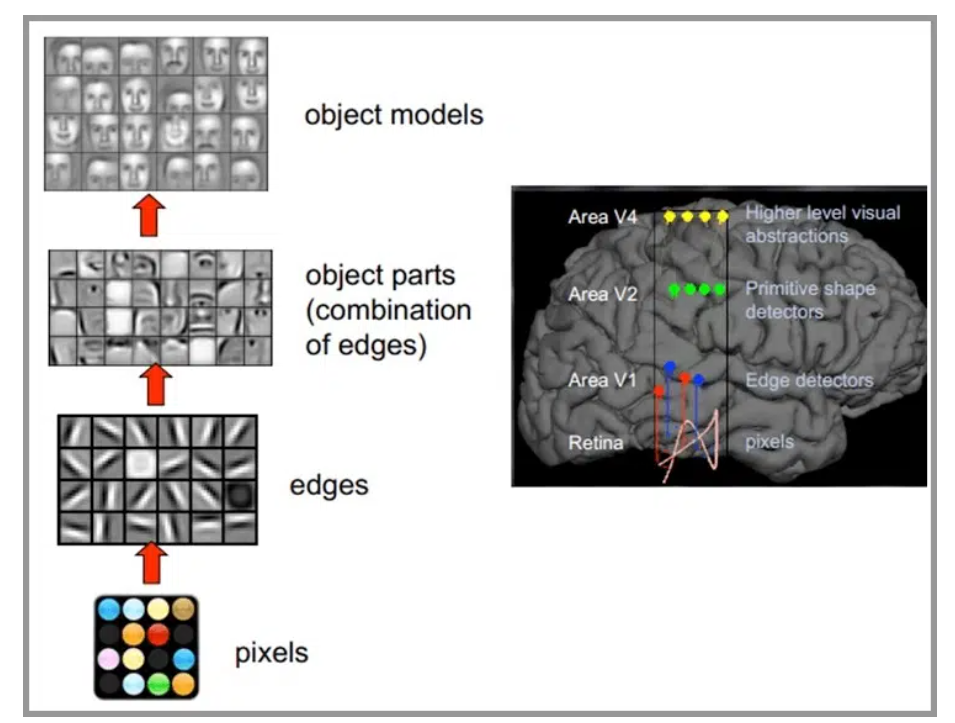 object models
object parts
(combination
of edges)
edges
pixels
Area V4
Higher level visual
abstractions
Area V2
Primitive shape
detectors
Area V1
Edge detectors
Retina
pixels